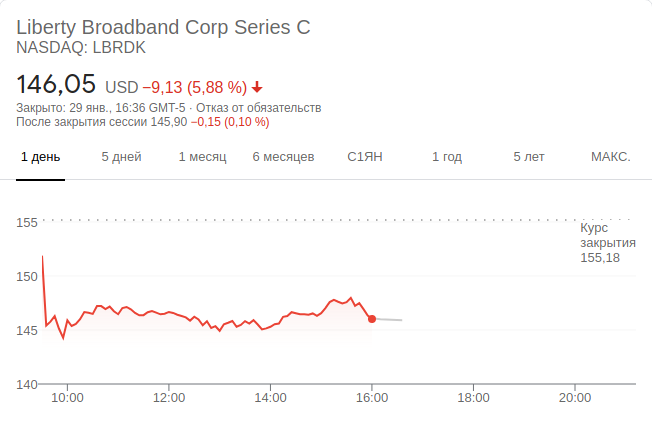 Liberty Broadband Corp Series C
NASDAQ: LBRDK
146,05 USD −9,13 (5,88 %)
Закрыто: 29 янв., 16:36 GMT-5 · Отказ от обязательств
После закрытия сессии 145,90 −0,15 (0,10 %)
1 день 5 дней 1 месяц 6 месяцев С1ЯН 1 год 5 лет МАКС.
155
Курс
закрытия
155,18
150
145
140
10:00 12:00 14:00 16:00 18:00 20:00